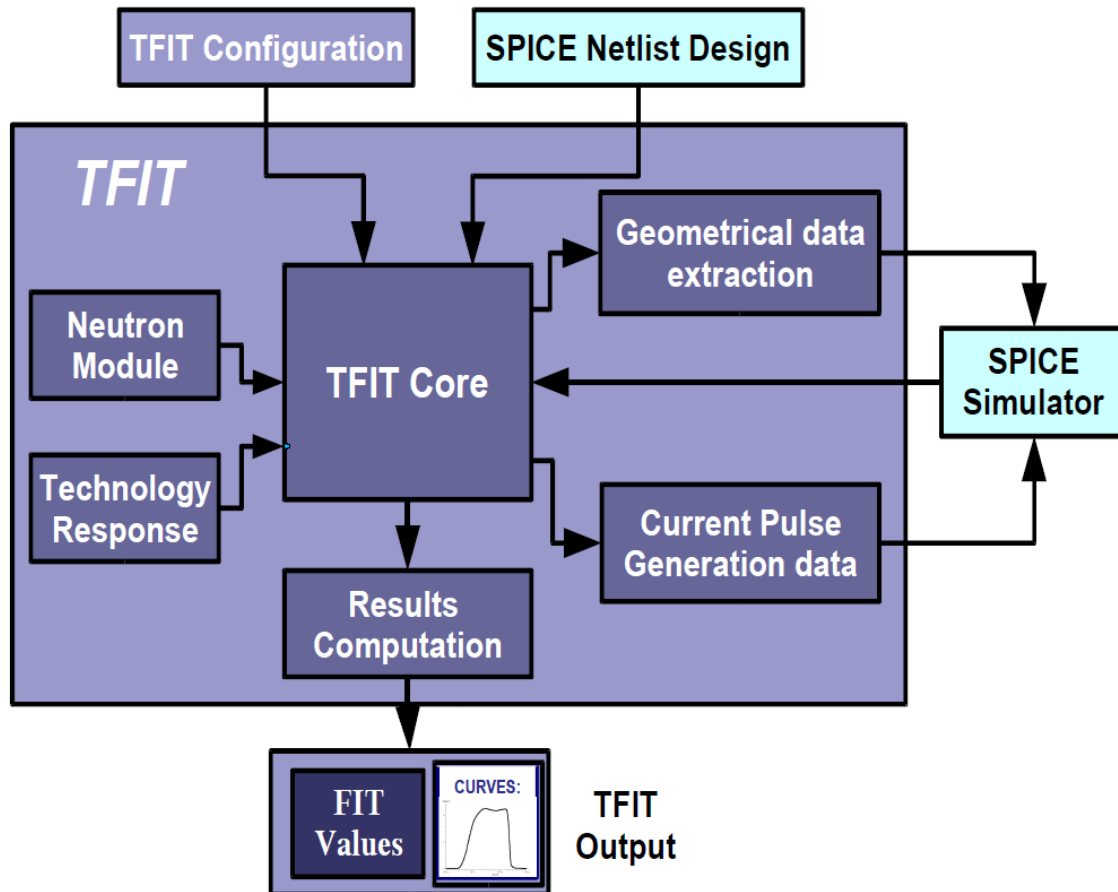 TFIT Configuration
SPICE Netlist Design
TFIT
Geometrical data
extraction
Neutron
Module
TFIT Core
SPICE
Simulator
Technology
Response
Current Pulse
Generation data
Results
Computation
FIT
Values
CURVES:
TFIT
Output